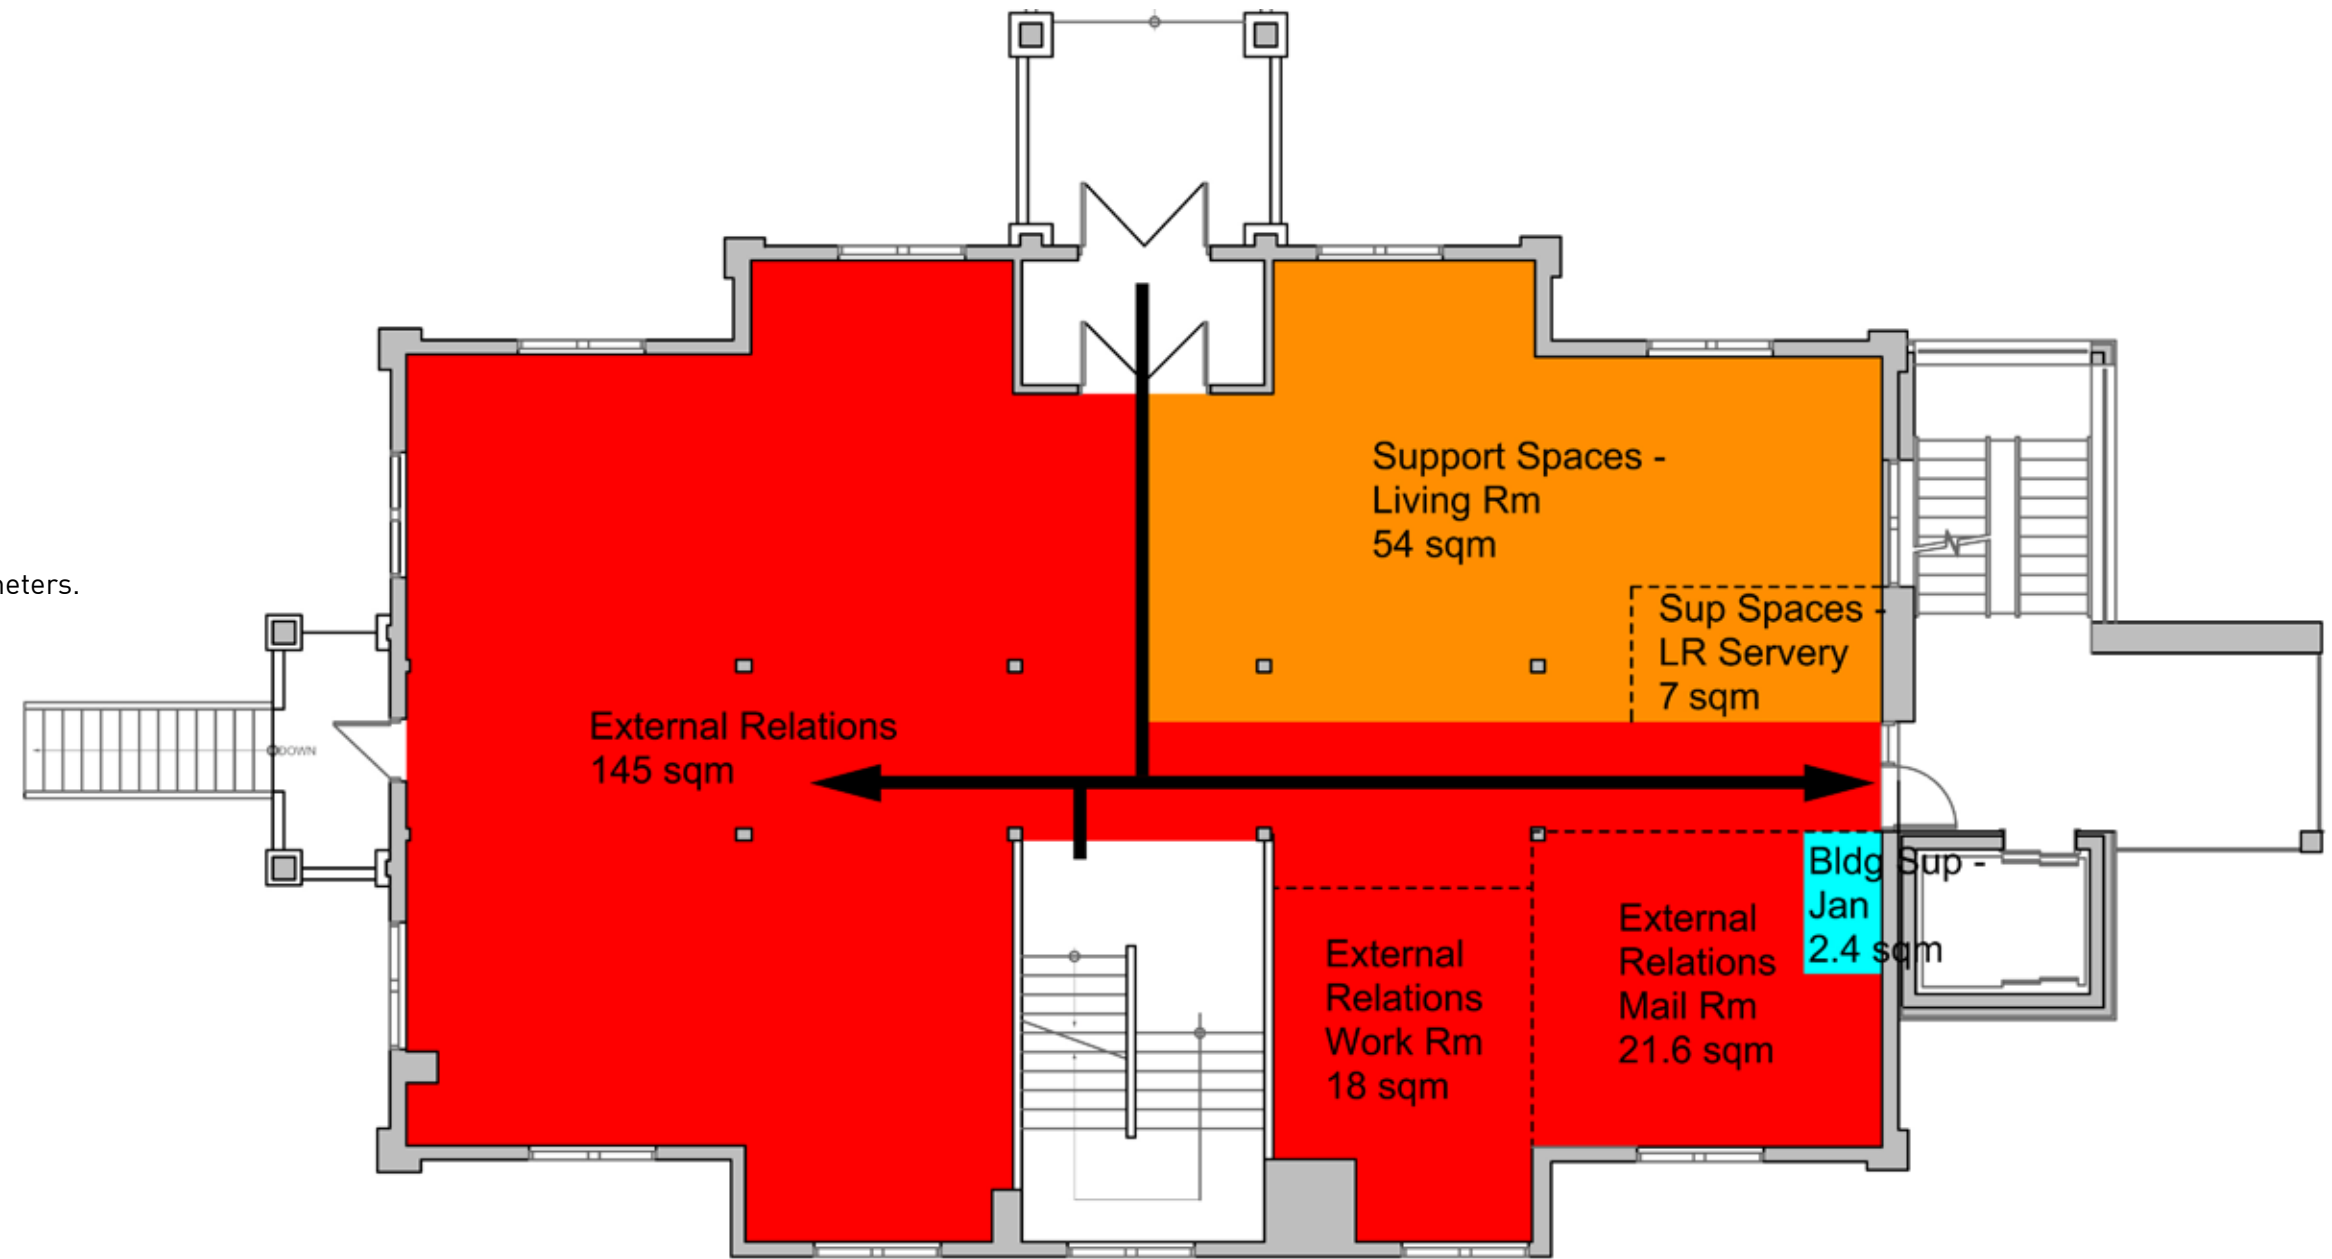 Support Spaces -
Living Rm
54 sqm
neters.
Sup Spaces -
LR Servery
7 sqm
External Relations
145 sqm
DOWN
Bldg Sup -
Jan
2.4 sqm
External
Relations
Work Rm
18 sqm
External
Relations
Mail Rm
21.6 sqm